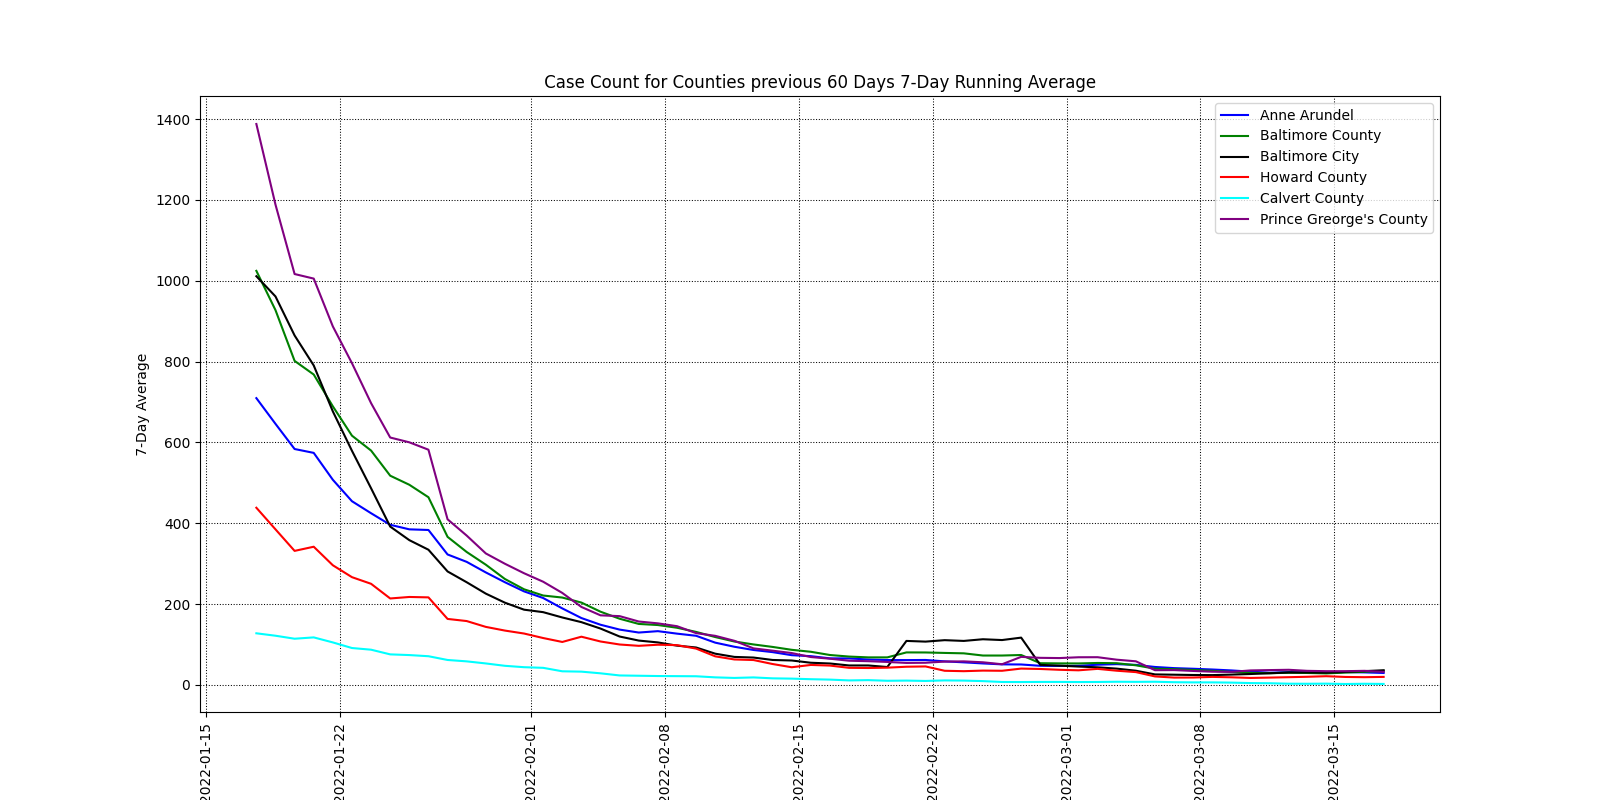 Case Count for Counties previous 60 Days 7-Day Running Average
1400
1200
1000
800
600
400
200
0
7-Day Average
Anne Arundel
Baltimore County
Baltimore City
Howard County
Calvert County
Prince Greorge's County
2022-01-15
2022-01-22
2022-02-01
2022-02-08
2022-02-15
2022-02-22
2022-03-01
2022-03-08
2022-03-15